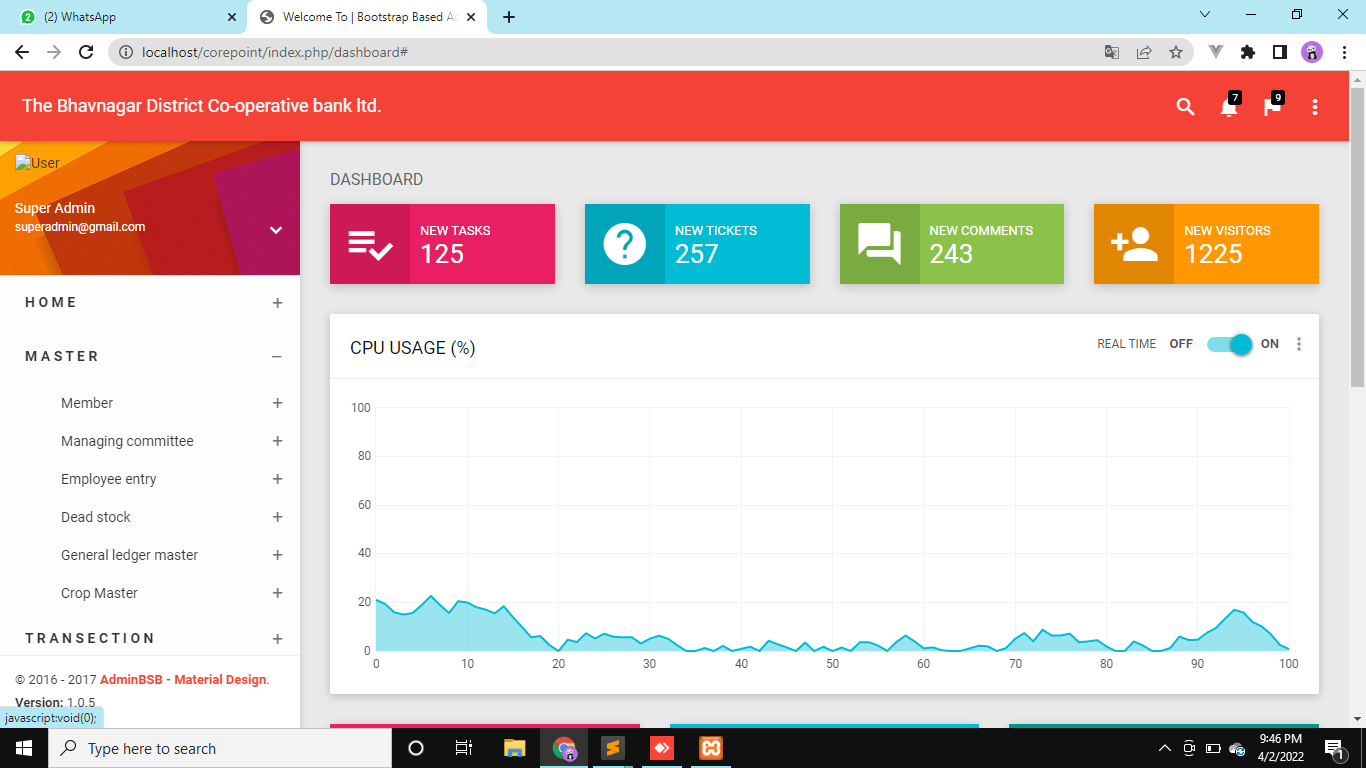 2
(2) WhatsApp
Welcome To | Bootstrap Based Ad
localhost/corepoint/index.php/dashboard#
The Bhavnagar District Co-operative bank ltd.
7
9
User
Super Admin
superadmin@gmail.com
HOME
MASTER
Member
Managing committee
Employee entry
Dead stock
General ledger master
Crop Master
TRANSECTION
© 2016 - 2017 AdminBSB - Material Design.
Version: 1.0.5
javascript:void(0);
DASHBOARD
NEW TASKS
125
NEW TICKETS
257
NEW COMMENTS
243
NEW VISITORS
1225
CPU USAGE (%)
REAL TIME OFF ON
100
80
60
40
20
0
0 10 20 30 40 50 60 70 80 90 100
Type here to search
9:46 PM
4/2/2022
1